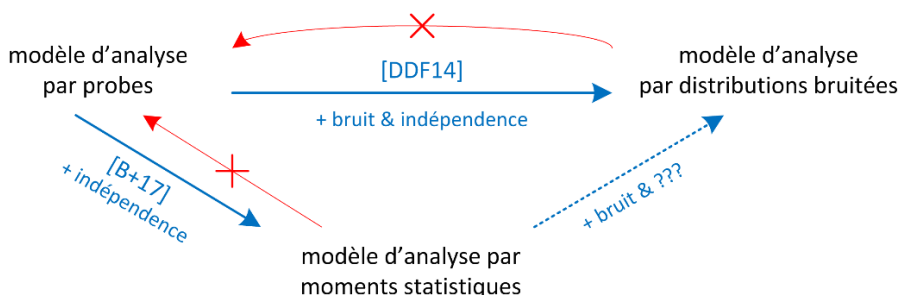 modèle d'analyse
par probes
[DDF14]
+ bruit & indépendence
modèle d'analyse
par distributions bruitées
[B+17]
+ indépendence
+ bruit & ???
modèle d'analyse par
moments statistiques